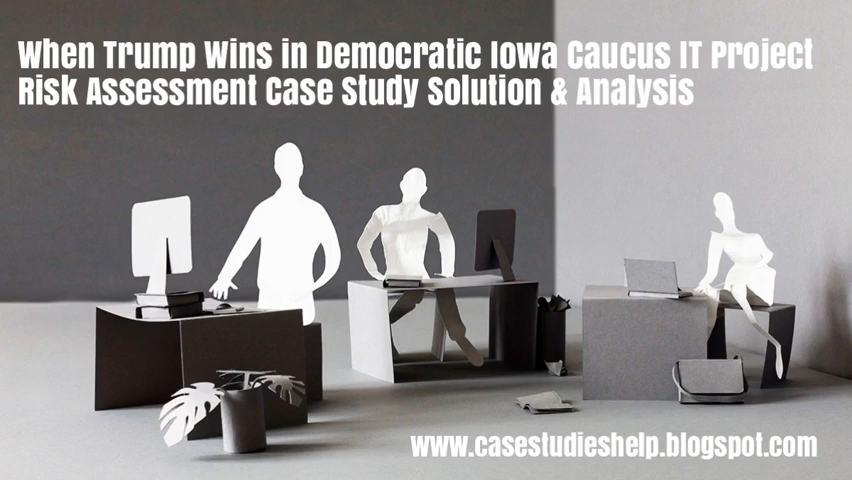 When Trump Wins in Democratic Iowa Caucus IT Project
Risk Assessment Case Study Solution & Analysis
www.casestudieshelp.blogspot.com